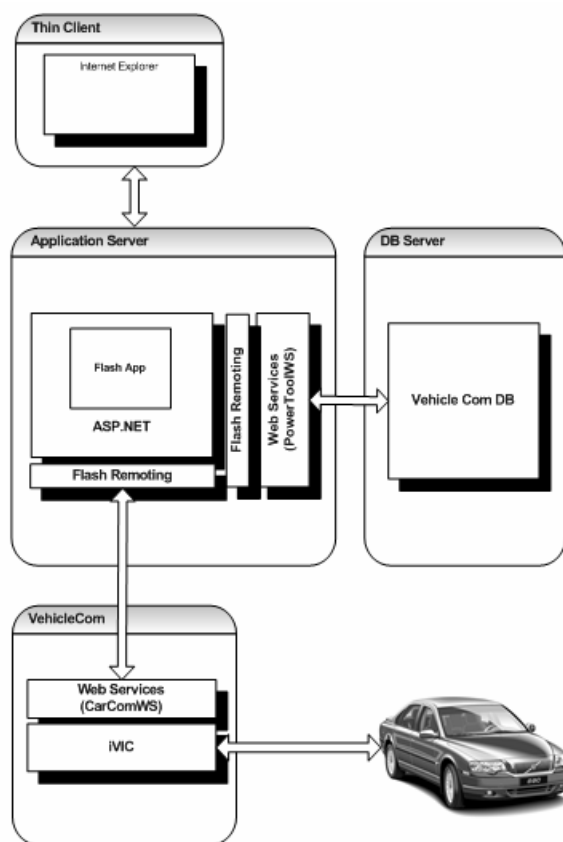 Thin Client
Internet Explorer
Application Server
DB Server
Flash App
ASP.NET
Flash Remoting
Flash Remoting
Web Services
(PowerToolWS)
Vehicle Com DB
VehicleCom
Web Services
(CarComWS)
iVIC